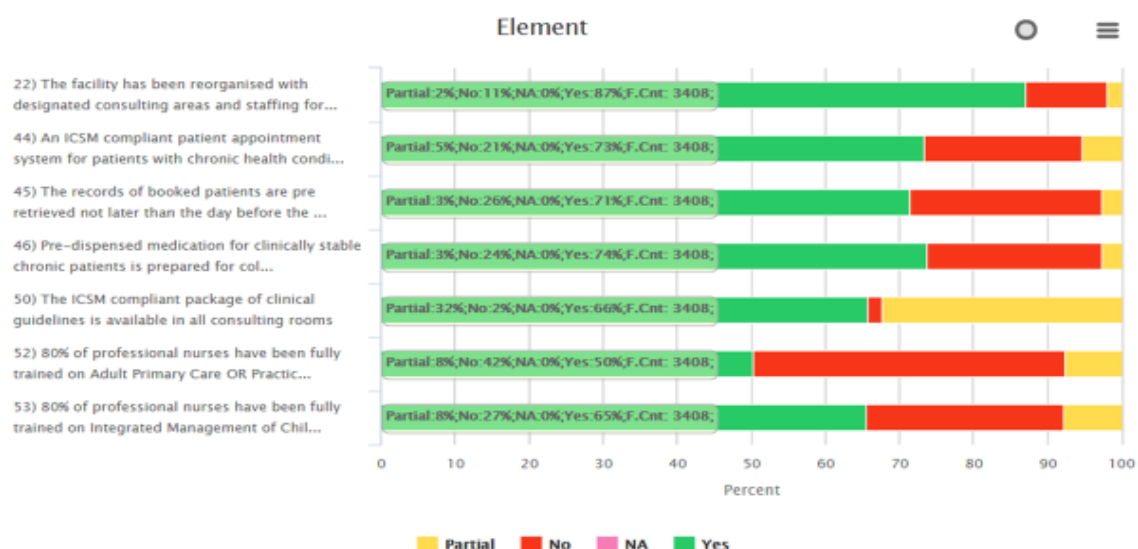 Element
22) The facility has been reorganised with
designated consulting areas and staffing for...
Partial:2%;No:11%;NA:0%;Yes:87%;F.Cnt: 3408;
44) An ICSM compliant patient appointment
system for patients with chronic health condi...
Partial:5%;No:21%;NA:0%;Yes:73%;F.Cnt: 3408;
45) The records of booked patients are pre
retrieved not later than the day before the ...
Partial:3%;No:26%;NA:0%;Yes:71%;F.Cnt: 3408;
46) Pre-dispensed medication for clinically stable
chronic patients is prepared for col...
Partial:3%;No:24%;NA:0%;Yes:74%;F.Cnt: 3408;
50) The ICSM compliant package of clinical
guidelines is available in all consulting rooms
Partial:32%;No:2%;NA:0%;Yes:66%;F.Cnt: 3408;
52) 80% of professional nurses have been fully
trained on Adult Primary Care OR Practic...
Partial:8%;No:42%;NA:0%;Yes:50%;F.Cnt: 3408;
53) 80% of professional nurses have been fully
trained on Integrated Management of Chil...
Partial:8%;No:27%;NA:0%;Yes:65%;F.Cnt: 3408;
0 10 20 30 40 50 60 70 80 90 100
Percent
Partial No NA Yes